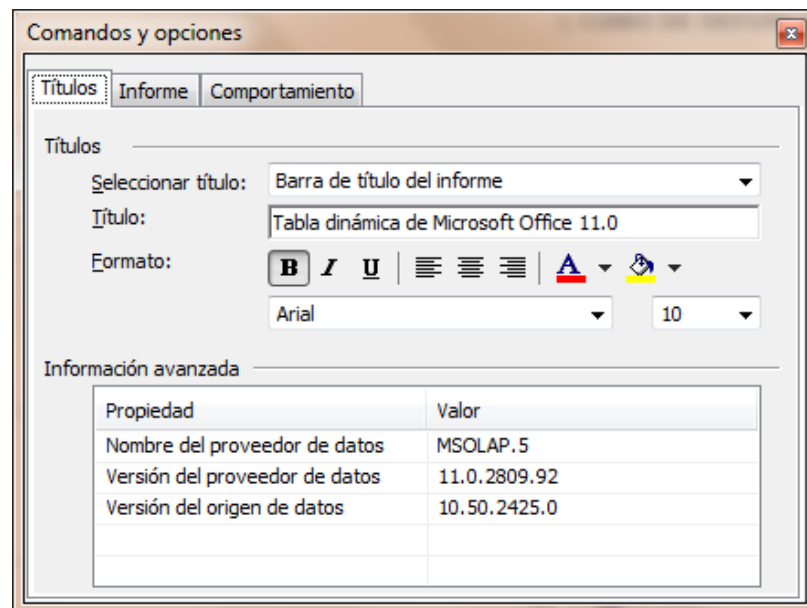 Comandos y opciones
Títulos Informe Comportamiento
Títulos
Seleccionar título: Barra de título del informe
Título: Tabla dinámica de Microsoft Office 11.0
Formato: B I U A
Arial 10
Información avanzada
Propiedad Valor
Nombre del proveedor de datos MSOLAP.5
Versión del proveedor de datos 11.0.2809.92
Versión del origen de datos 10.50.2425.0